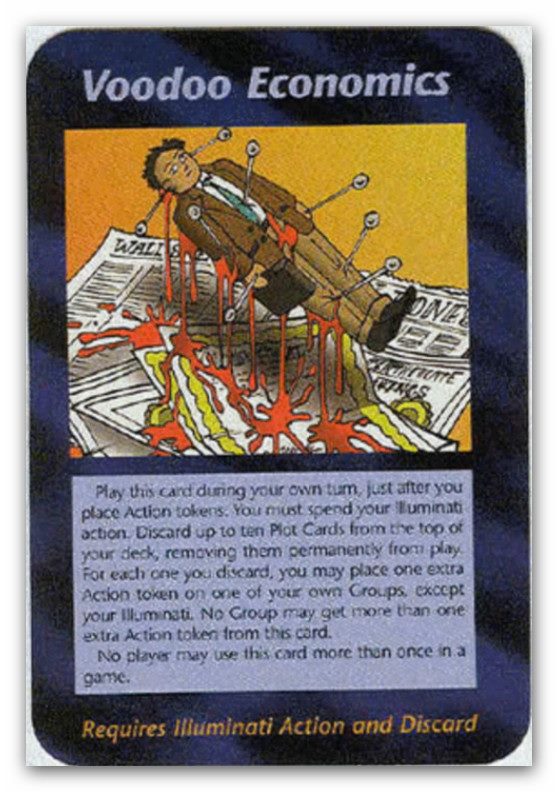 Voodoo Economics
WALL S
ONEY
INGS
Play this card during your own turn, just after you
place Action tokens. You must spend your Illuminati
action. Discard up to ten Plot Cards from the top of
your deck, removing them permanently from play.
For each one you discard, you may place one extra
Action token on one of your own Groups, except
your Illuminati. No Group may get more than one
extra Action token from this card.
No player may use this card more than once in a
game.
Requires Illuminati Action and Discard